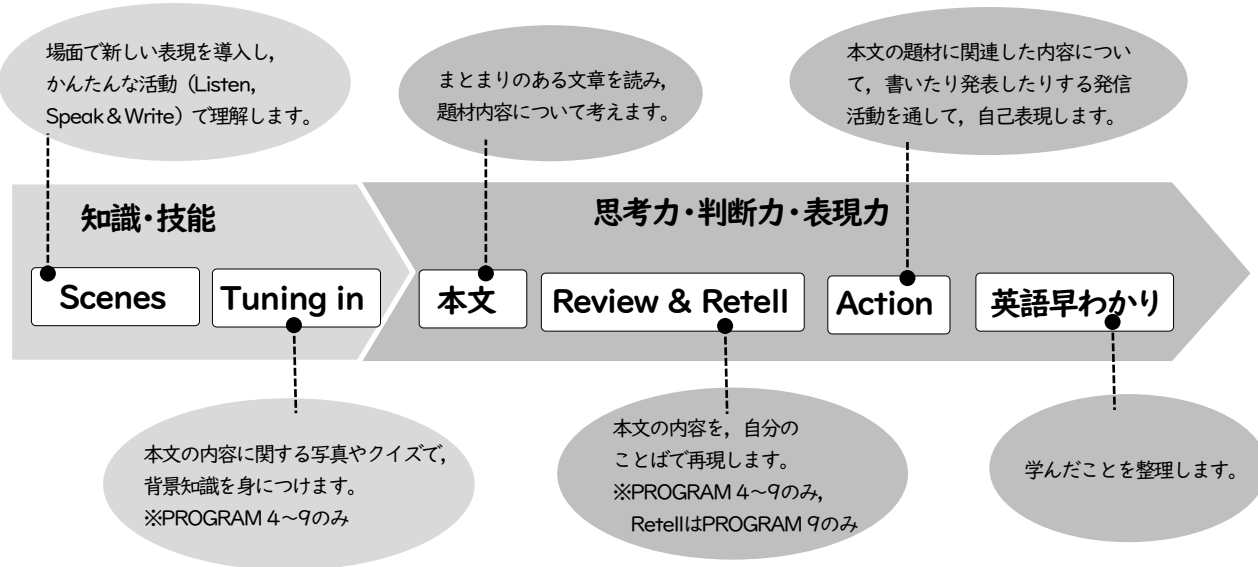 場面で新しい表現を導入し,
かんたんな活動（Listen,
Speak＆Write）で理解します。
まとまりのある文章を読み,
題材内容について考えます。
本文の題材に関連した内容につい
て, 書いたり発表したりする発信
活動を通して, 自己表現します。
知識・技能
思考力・判断力・表現力
Scenes
Tuning in
本文
Review & Retell
Action
英語早わかり
本文の内容に関する写真やクイズで,
背景知識を身につけます。
※PROGRAM 4～9のみ
本文の内容を, 自分の
ことばで再現します。
※PROGRAM 4～9のみ,
RetellはPROGRAM 9のみ
学んだことを整理します。